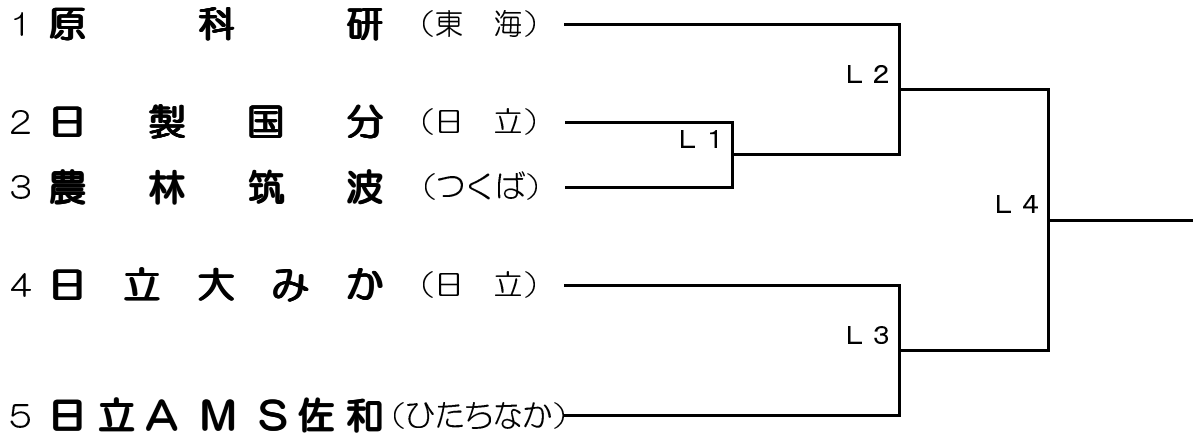 1 原科研 （東　海）
L 2
2 日製国分 （日　立）
L 1
3 農林筑波 （つくば）
L 4
4 日立大みか （日　立）
L 3
5 日立ＡＭＳ佐和 （ひたちなか）